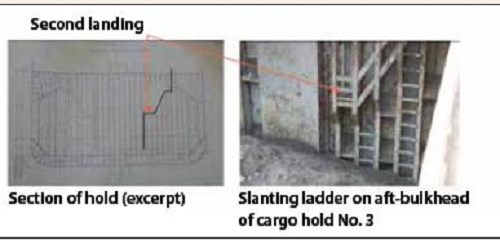 Second landing
Section of hold (excerpt)
Slanting ladder on aft-bulkhead
of cargo hold No. 3